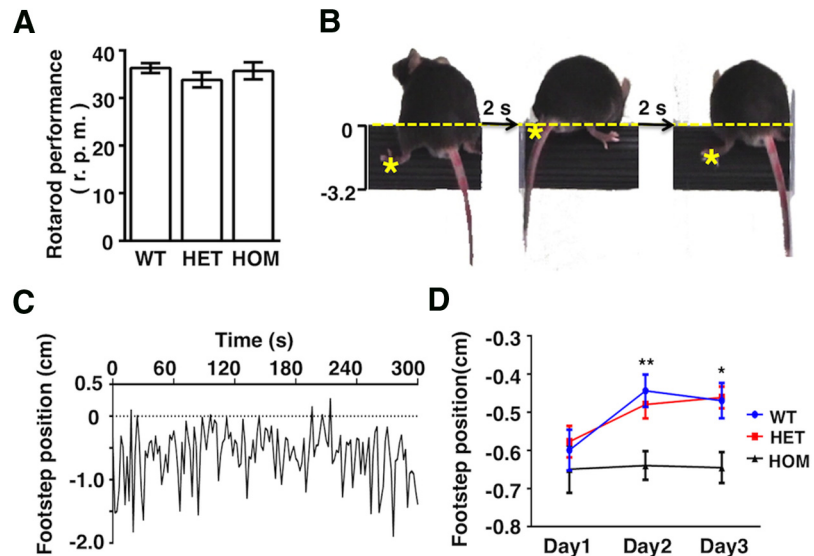 A
Rotarod performance
( r. p. m. )
40
30
20
10
0
WT HET HOM
B
2 s
2 s
0
-3.2
*
*
*
C
Time (s)
0 60 120 180 240 300
Footstep position (cm)
0.5
0
-1.0
-2.0
D
Footstep position(cm)
-0.3
-0.4
-0.5
-0.6
-0.7
-0.8
**
*
WT
HET
HOM
Day1 Day2 Day3